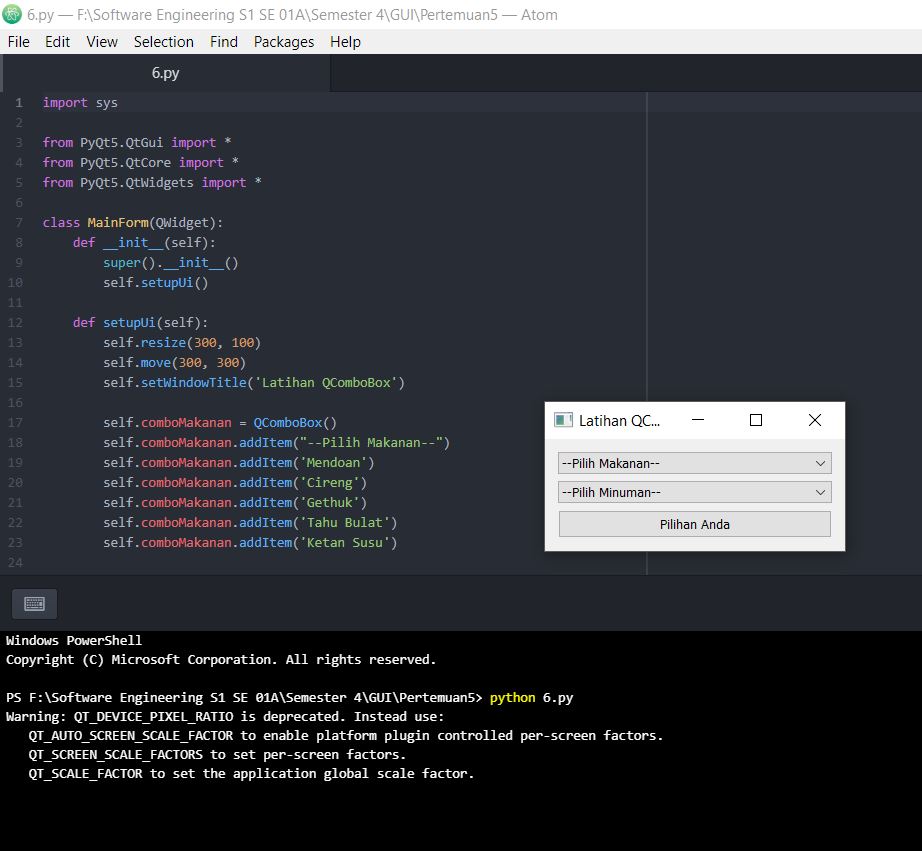 6.py — F:\Software Engineering S1 SE 01A\Semester 4\GUI\Pertemuan5 — Atom
File Edit View Selection Find Packages Help
6.py
1 import sys
2
3 from PyQt5.QtGui import *
4 from PyQt5.QtCore import *
5 from PyQt5.QtWidgets import *
6
7 class MainForm(QWidget):
8     def __init__(self):
9         super().__init__()
10         self.setupUi()
11
12     def setupUi(self):
13         self.resize(300, 100)
14         self.move(300, 300)
15         self.setWindowTitle('Latihan QComboBox')
16
17         self.comboMakanan = QComboBox()
18         self.comboMakanan.addItem("--Pilih Makanan--")
19         self.comboMakanan.addItem('Mendoan')
20         self.comboMakanan.addItem('Cireng')
21         self.comboMakanan.addItem('Gethuk')
22         self.comboMakanan.addItem('Tahu Bulat')
23         self.comboMakanan.addItem('Ketan Susu')
24
Latihan QC...
--Pilih Makanan--
--Pilih Minuman--
Pilihan Anda
Windows PowerShell
Copyright (C) Microsoft Corporation. All rights reserved.
PS F:\Software Engineering S1 SE 01A\Semester 4\GUI\Pertemuan5> python 6.py
Warning: QT_DEVICE_PIXEL_RATIO is deprecated. Instead use:
   QT_AUTO_SCREEN_SCALE_FACTOR to enable platform plugin controlled per-screen factors.
   QT_SCREEN_SCALE_FACTORS to set per-screen factors.
   QT_SCALE_FACTOR to set the application global scale factor.